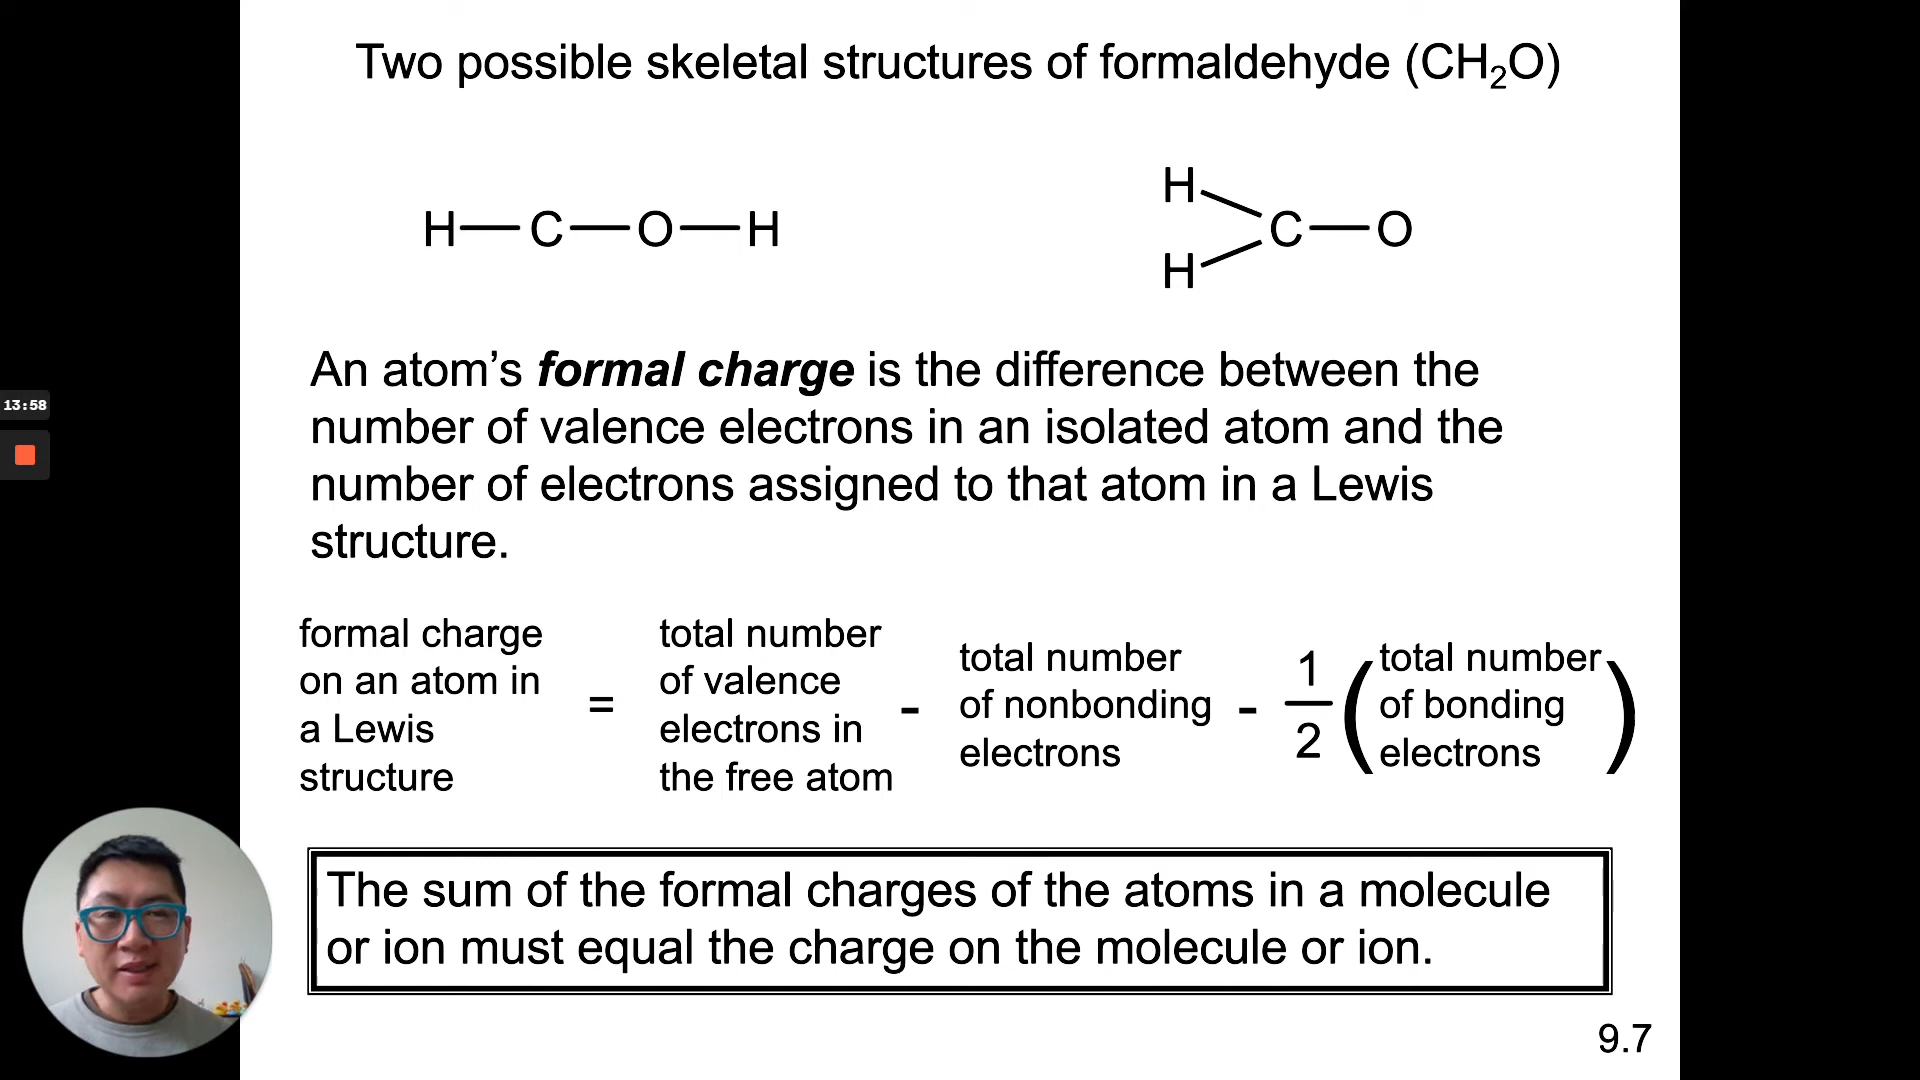 Two possible skeletal structures of formaldehyde (CH₂O)
H C O H
H
C O
H
An atom’s formal charge is the difference between the
number of valence electrons in an isolated atom and the
number of electrons assigned to that atom in a Lewis
structure.
13:58
formal charge
on an atom in
a Lewis
structure
=
total number
of valence
electrons in
the free atom
-
total number
of nonbonding
electrons
-
1
2
(
total number
of bonding
electrons
)
The sum of the formal charges of the atoms in a molecule
or ion must equal the charge on the molecule or ion.
9.7